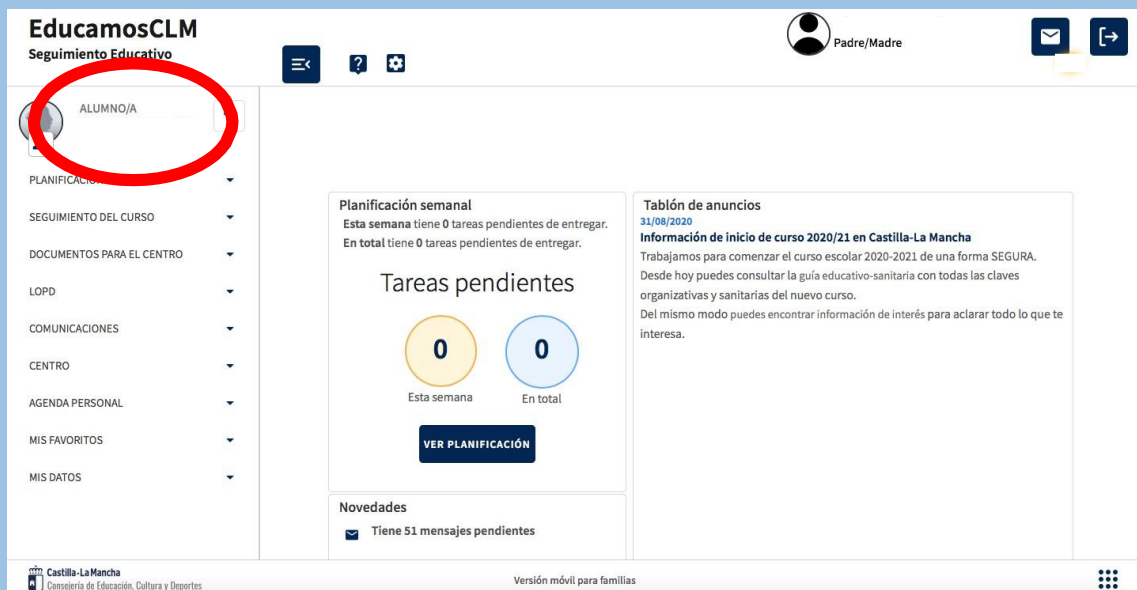 EducamosCLM
Seguimiento Educativo
Padre/Madre
ALUMNO/A
SEGUIMIENTO DEL CURSO
DOCUMENTOS PARA EL CENTRO
LOPD
COMUNICACIONES
CENTRO
AGENDA PERSONAL
MIS FAVORITOS
MIS DATOS
Planificación semanal
Esta semana tiene 0 tareas pendientes de entregar.
En total tiene 0 tareas pendientes de entregar.
Tareas pendientes
0
0
Esta semana
En total
VER PLANIFICACIÓN
Novedades
Tiene 51 mensajes pendientes
Tablón de anuncios
31/08/2020
Información de inicio de curso 2020/21 en Castilla-La Mancha
Trabajamos para comenzar el curso escolar 2020-2021 de una forma SEGURA.
Desde hoy puedes consultar la guía educativo-sanitaria con todas las claves
organizativas y sanitarias del nuevo curso.
Del mismo modo puedes encontrar información de interés para aclarar todo lo que te
interesa.
Castilla-La Mancha
Consejería de Educación, Cultura y Deportes
Versión móvil para familias